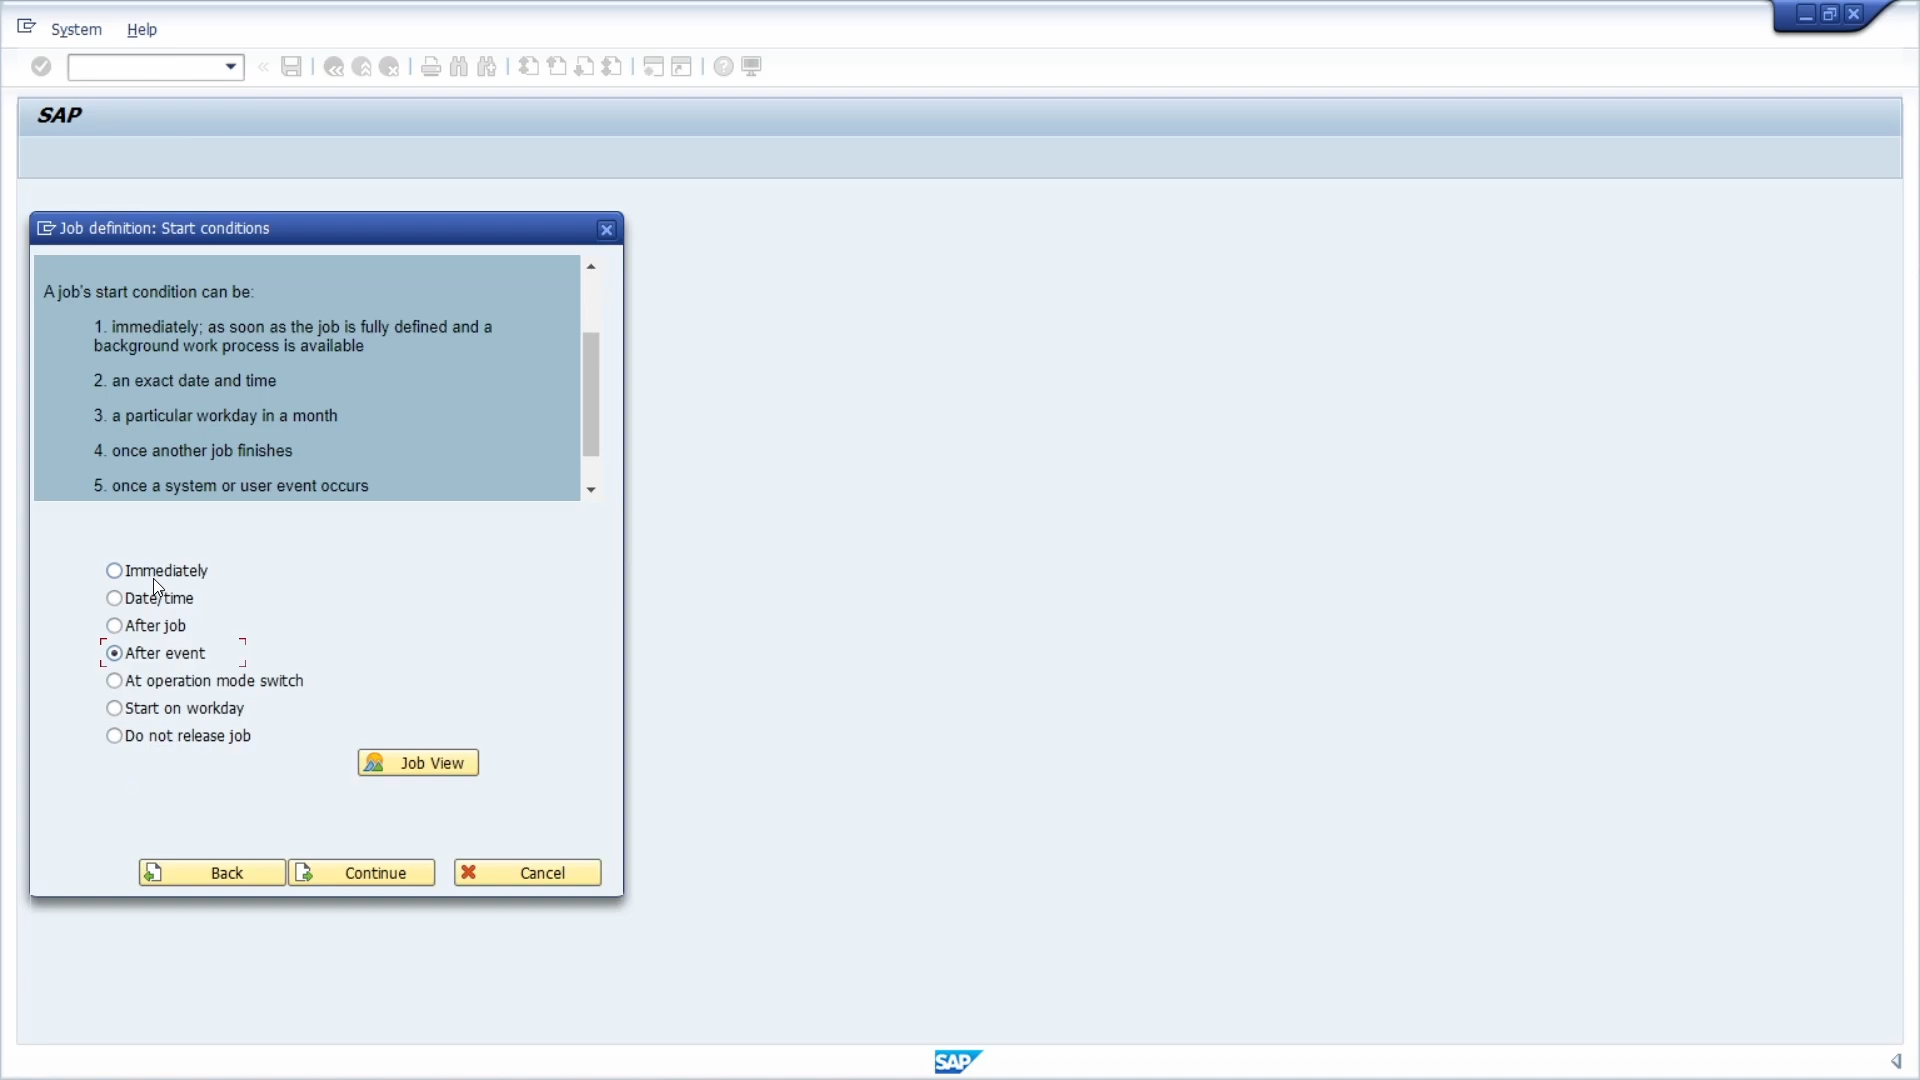 System Help
SAP
Job definition: Start conditions
A job's start condition can be:
1. immediately; as soon as the job is fully defined and a
background work process is available
2. an exact date and time
3. a particular workday in a month
4. once another job finishes
5. once a system or user event occurs
Immediately
Date/time
After job
After event
At operation mode switch
Start on workday
Do not release job
Job View
Back Continue Cancel
SAP